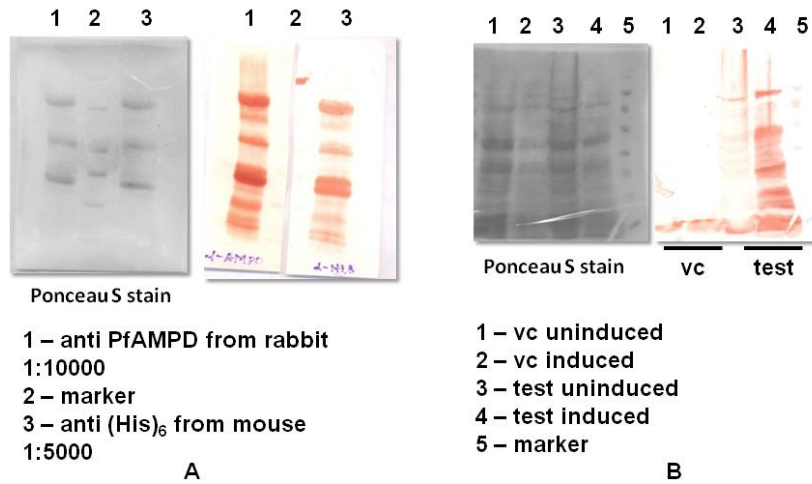 1 2 3 1 2 3
α-AMPD
α-His
Ponceau S stain
1 – anti PfAMPD from rabbit
1:10000
2 – marker
3 – anti (His)6 from mouse
1:5000
A
1 2 3 4 5 1 2 3 4 5
Ponceau S stain
vc test
1 – vc uninduced
2 – vc induced
3 – test uninduced
4 – test induced
5 – marker
B